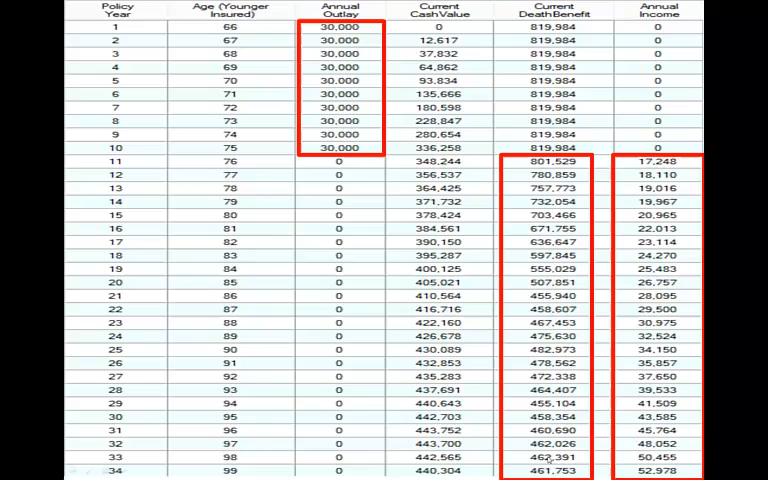 Policy Year Age (Younger Insured) Annual Outlay Current CashValue Current DeathBenefit Annual Income
1 66 30,000 0 819,984 0
2 67 30,000 12,617 819,984 0
3 68 30,000 37,832 819,984 0
4 69 30,000 64,862 819,984 0
5 70 30,000 93,834 819,984 0
6 71 30,000 135,666 819,984 0
7 72 30,000 180,598 819,984 0
8 73 30,000 228,847 819,984 0
9 74 30,000 280,654 819,984 0
10 75 30,000 336,258 819,984 0
11 76 0 348,244 801,529 17,248
12 77 0 356,537 780,859 18,110
13 78 0 364,425 757,773 19,016
14 79 0 371,732 732,054 19,967
15 80 0 378,424 703,466 20,965
16 81 0 384,561 671,755 22,013
17 82 0 390,150 636,647 23,114
18 83 0 395,287 597,845 24,270
19 84 0 400,125 555,029 25,483
20 85 0 405,021 507,851 26,757
21 86 0 410,564 455,940 28,095
22 87 0 416,716 458,607 29,500
23 88 0 422,160 467,453 30,975
24 89 0 426,678 475,630 32,524
25 90 0 430,089 482,973 34,150
26 91 0 432,562 478,562 35,857
27 92 0 435,283 472,338 37,650
28 93 0 437,691 464,407 39,533
29 94 0 440,643 455,104 41,509
30 95 0 442,703 458,354 43,585
31 96 0 443,752 460,690 45,764
32 97 0 443,700 462,026 48,052
33 98 0 442,565 462,391 50,455
34 99 0 440,304 461,753 52,978